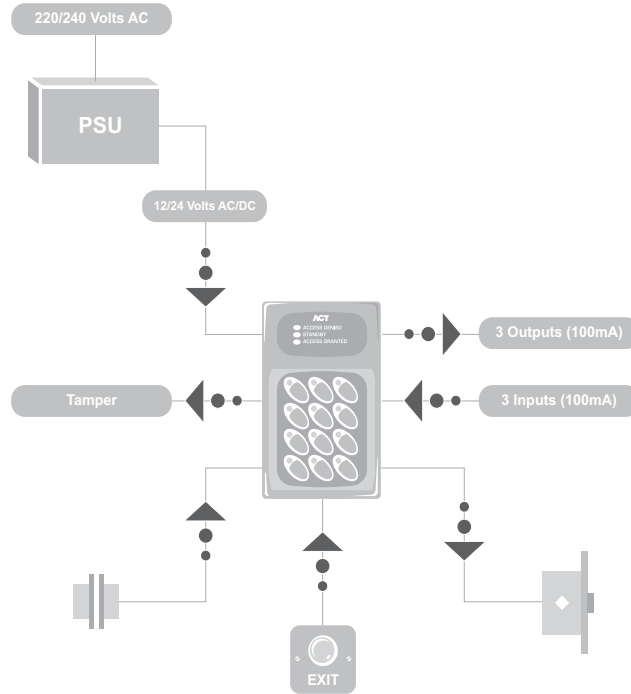 220/240 Volts AC
PSU
12/24 Volts AC/DC
ACT
ACCESS DENIED
STANDBY
ACCESS GRANTED
3 Outputs (100mA)
Tamper
3 Inputs (100mA)
EXIT